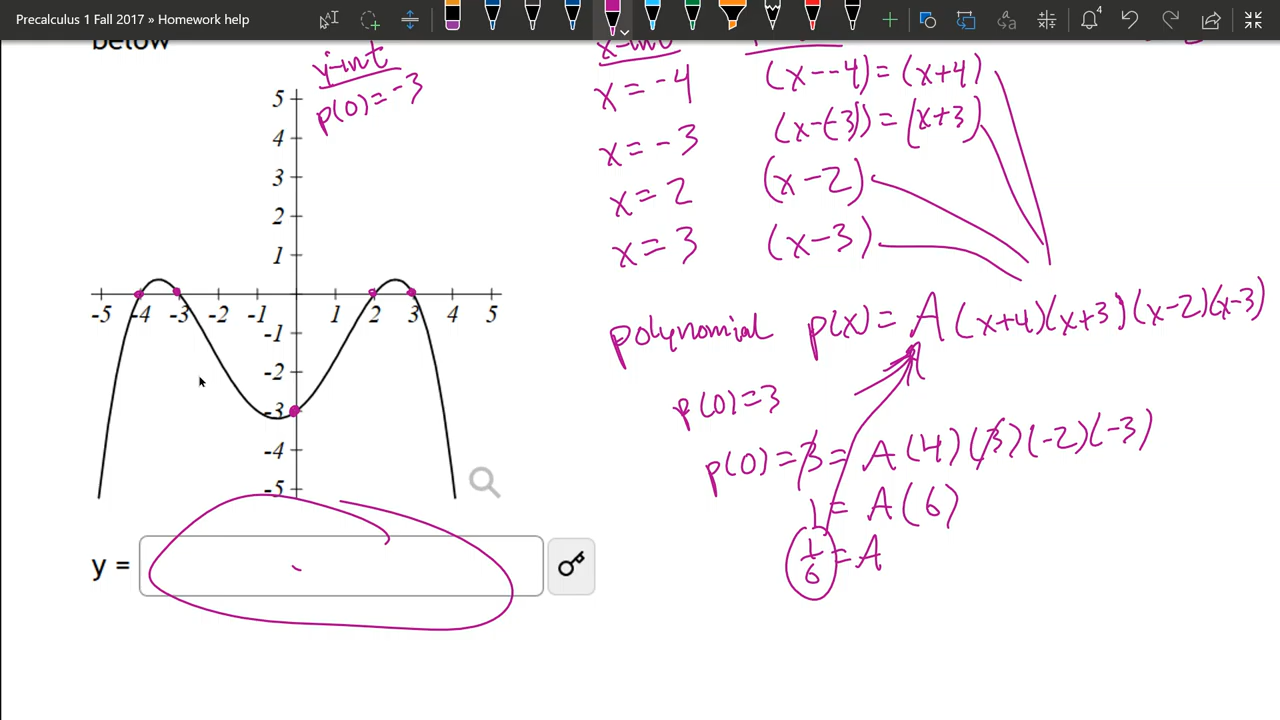 Precalculus 1 Fall 2017 » Homework help
4
below
y-int
p(0) = -3
x-int
x = -4
(x--4) = (x+4)
x = -3
(x-(-3)) = (x+3)
x = 2
(x-2)
x = 3
(x-3)
5
4
3
2
1
-5 -4 -3 -2 -1 1 2 3 4 5
-1
-2
-3
-4
-5
polynomial p(x) = A(x+4)(x+3)(x-2)(x-3)
p(0)=3
p(0) = 3 = A(4)(3)(-2)(-3)
1 = A(6)
1/6 = A
y =